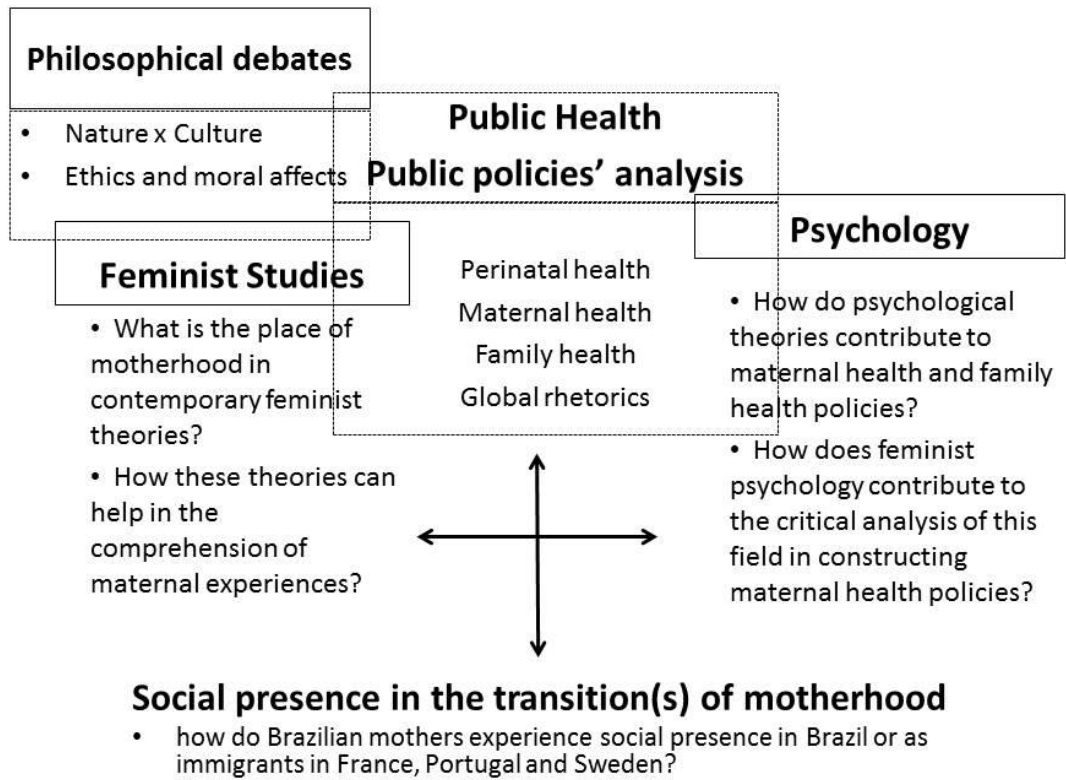 Philosophical debates
• Nature x Culture
• Ethics and moral affects
Public Health
Public policies’ analysis
Perinatal health
Maternal health
Family health
Global rhetorics
Feminist Studies
• What is the place of
motherhood in
contemporary feminist
theories?
• How these theories can
help in the
comprehension of
maternal experiences?
Psychology
• How do psychological
theories contribute to
maternal health and family
health policies?
• How does feminist
psychology contribute to
the critical analysis of this
field in constructing
maternal health policies?
Social presence in the transition(s) of motherhood
• how do Brazilian mothers experience social presence in Brazil or as
immigrants in France, Portugal and Sweden?